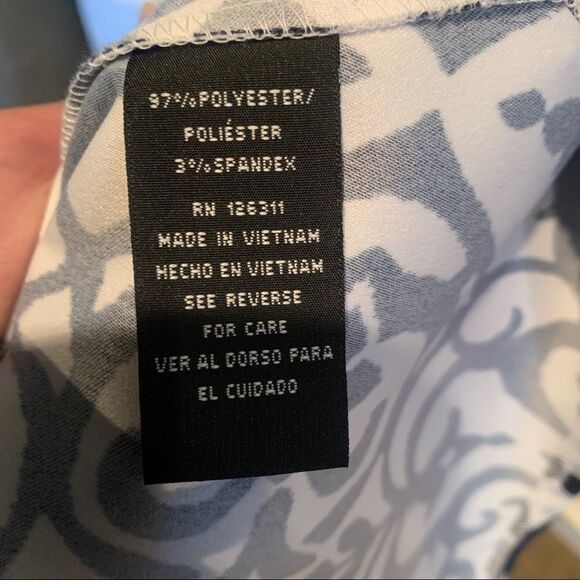 97%POLYESTER/
POLIÉSTER
3%SPANDEX
RN 126311
MADE IN VIETNAM
HECHO EN VIETNAM
SEE REVERSE
FOR CARE
VER AL DORSO PARA
EL CUIDADO